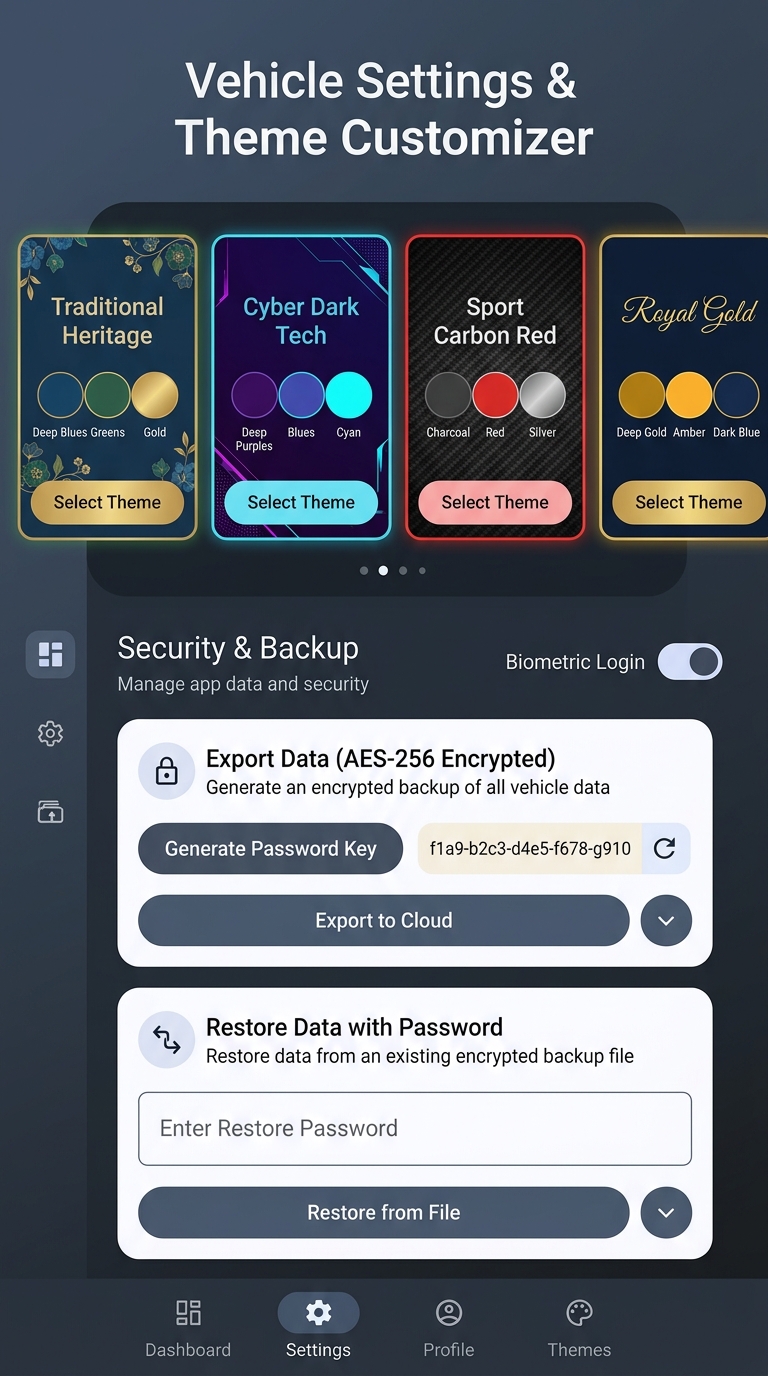 Vehicle Settings &
Theme Customizer
Traditional
Heritage
Deep Blues Greens Gold
Select Theme
Cyber Dark
Tech
Deep
Purples
Blues
Cyan
Select Theme
Sport
Carbon Red
Charcoal Red Silver
Select Theme
Royal Gold
Deep Gold Amber Dark Blue
Select Theme
Security & Backup
Manage app data and security
Biometric Login
Export Data (AES-256 Encrypted)
Generate an encrypted backup of all vehicle data
Generate Password Key
f1a9-b2c3-d4e5-f678-g910
Export to Cloud
Restore Data with Password
Restore data from an existing encrypted backup file
Enter Restore Password
Restore from File
Dashboard
Settings
Profile
Themes